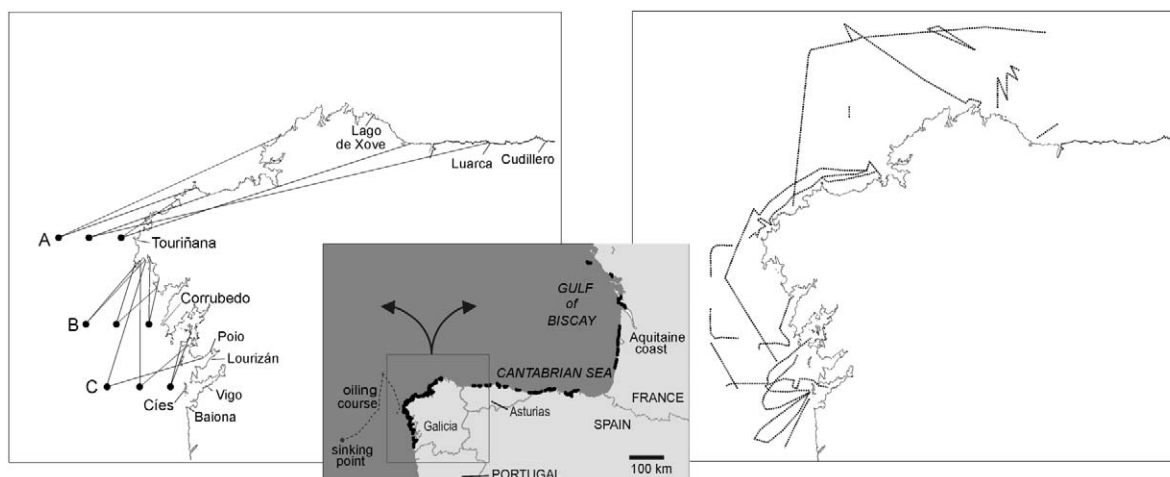 Lago
de Xove
Luarca
Cudillero
A
Touriñana
B
Corrubedo
Poio
Lourizán
C
Cíes
Vigo
Baiona
GULF
of
BISCAY
Aquitaine
coast
CANTABRIAN SEA
oiling
course
FRANCE
Asturias
Galicia
SPAIN
sinking
point
100 km
PORTUGAL